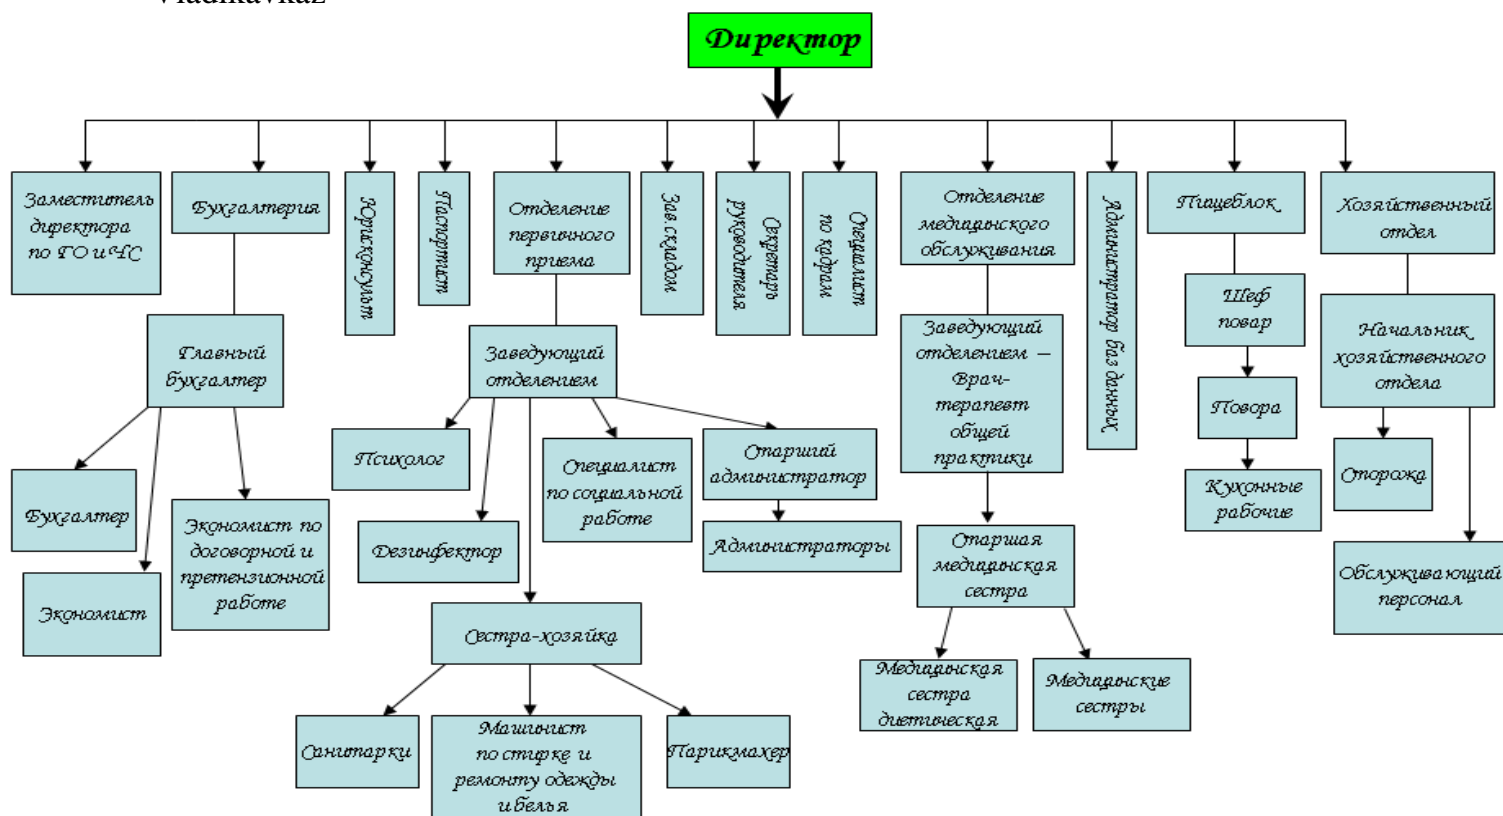 Vladikavkaz
Директор
Заместитель
директора
по ГО и ЧС
Бухгалтерия
Юрисконсульт
Паспортист
Отделение
первичного
приема
Зав. складом
Секретарь
руководителя
Специалист
по кадрам
Отделение
медицинского
обслуживания
Администратор баз данных
Пищеблок
Хозяйственный
отдел
Главный
бухгалтер
Заведующий
отделением
Заведующий
отделением –
Врач-
терапевт
общей
практики
Шеф
повар
Начальник
хозяйственного
отдела
Повора
Психолог
Специалист
по социальной
работе
Старший
администратор
Бухгалтер
Экономист по
договорной и
претензионной
работе
Экономист
Дезинфектор
Администраторы
Старшая
медицинская
сестра
Кухонные
рабочие
Сторожа
Обслуживающий
персонал
Сестра-хозяйка
Медицинская
сестра
диетическая
Медицинские
сестры
Санитарки
Машинист
по стирке и
ремонту одежды
и белья
Парикмахер